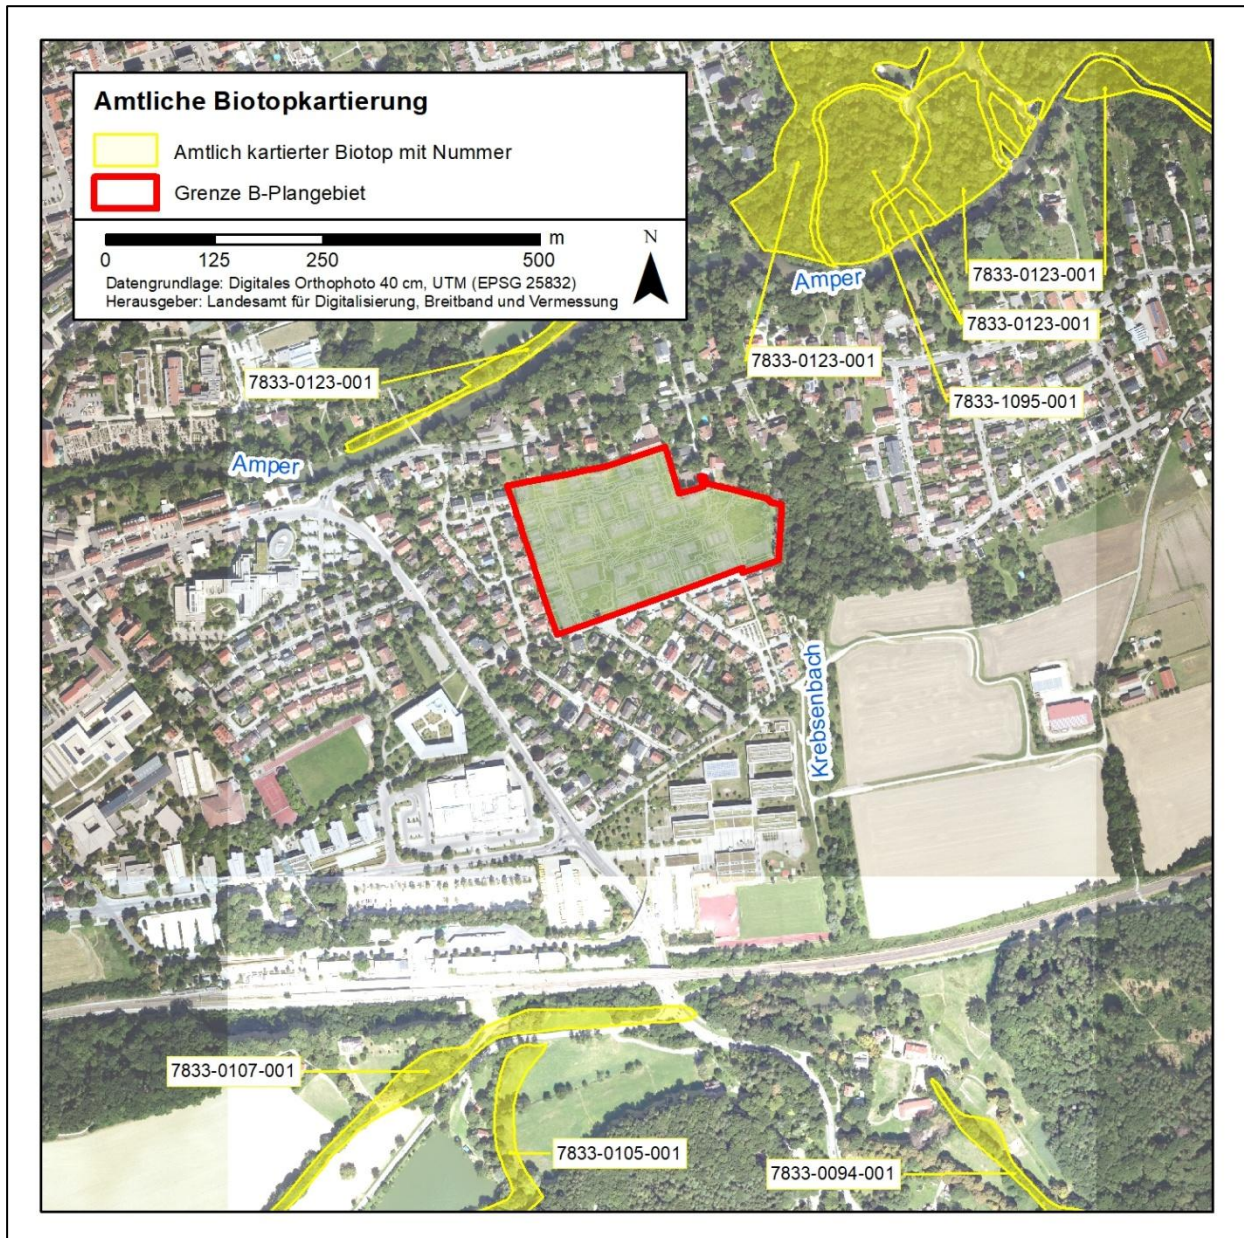 Amtliche Biotopkartierung
Amtlich kartierter Biotop mit Nummer
Grenze B-Plangebiet
m
0 125 250 500
N
Datengrundlage: Digitales Orthophoto 40 cm, UTM (EPSG 25832)
Herausgeber: Landesamt für Digitalisierung, Breitband und Vermessung
Amper
7833-0123-001
7833-0123-001
7833-0123-001
7833-0123-001
7833-1095-001
Amper
Krebsenbach
7833-0107-001
7833-0105-001
7833-0094-001